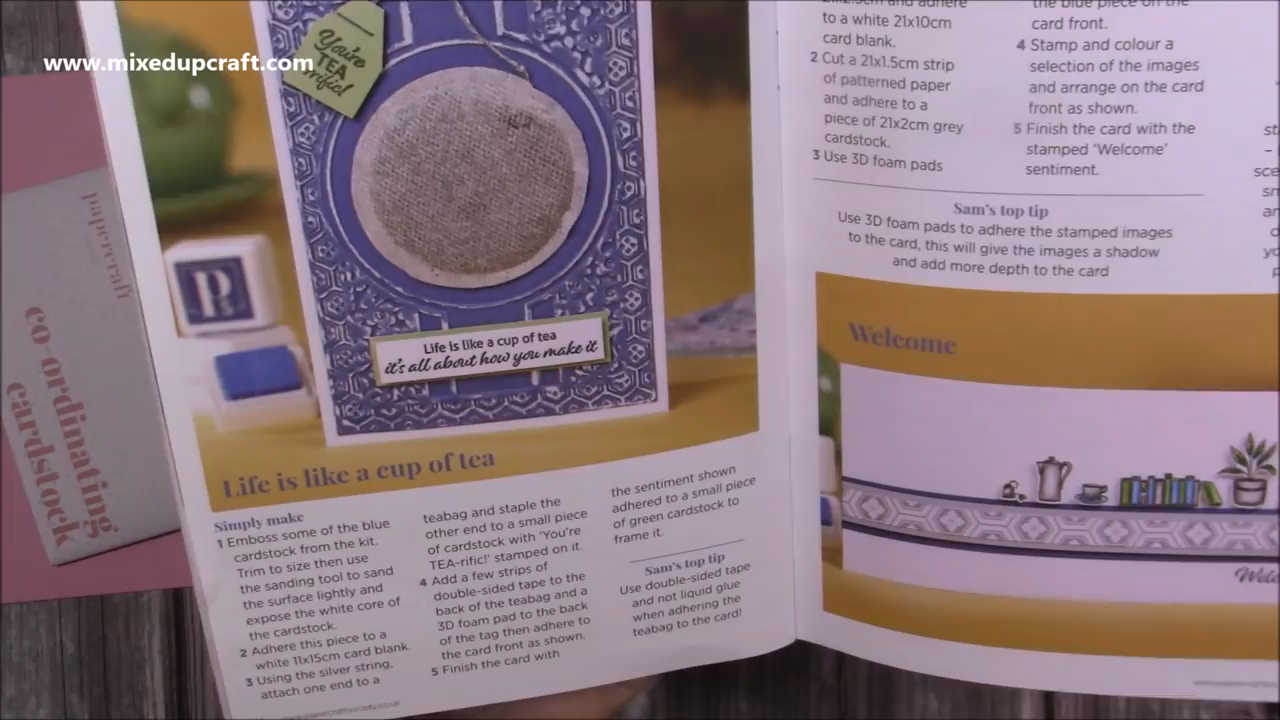 www.mixedupcraft.com
papercraft
co-ordinating
cardstock
You're
TEA
rific!
Life is like a cup of tea
it's all about how you make it
Life is like a cup of tea
Simply make
1 Emboss some of the blue
cardstock from the kit.
Trim to size then use
the sanding tool to sand
the surface lightly and
expose the white core of
the cardstock.
2 Adhere this piece to a
white 11x15cm card blank.
3 Using the silver string,
attach one end to a
teabag and staple the
other end to a small piece
of cardstock with 'You're
TEA-rific!' stamped on it.
4 Add a few strips of
double-sided tape to the
back of the teabag and a
3D foam pad to the back
of the tag then adhere to
the card front as shown.
5 Finish the card with
the sentiment shown
adhered to a small piece
of green cardstock to
frame it.
Sam's top tip
Use double-sided tape
and not liquid glue
when adhering the
teabag to the card!
and adhere
to a white 21x10cm
card blank.
2 Cut a 21x1.5cm strip
of patterned paper
and adhere to a
piece of 21x2cm grey
cardstock.
3 Use 3D foam pads
the blue piece on the
card front.
4 Stamp and colour a
selection of the images
and arrange on the card
front as shown.
5 Finish the card with the
stamped 'Welcome'
sentiment.
Sam's top tip
Use 3D foam pads to adhere the stamped images
to the card, this will give the images a shadow
and add more depth to the card
Welcome